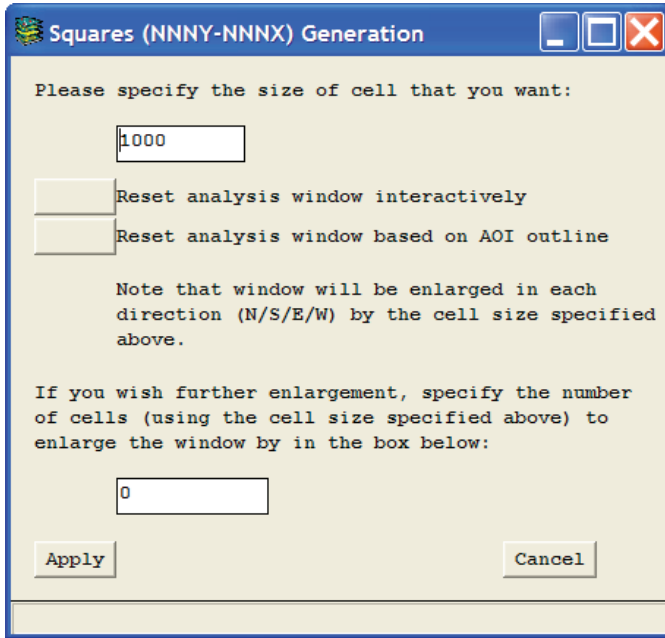 Squares (NNNY-NNNX) Generation
Please specify the size of cell that you want:
1000
Reset analysis window interactively
Reset analysis window based on AOI outline
Note that window will be enlarged in each
direction (N/S/E/W) by the cell size specified
above.
If you wish further enlargement, specify the number
of cells (using the cell size specified above) to
enlarge the window by in the box below:
0
Apply Cancel